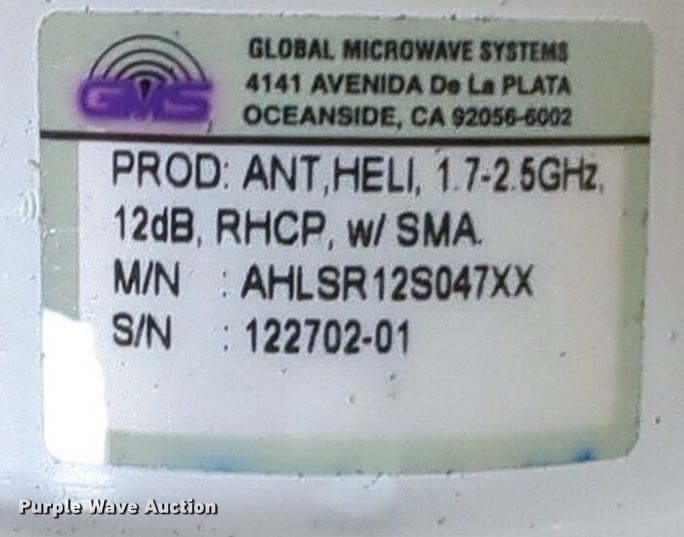 GMS
GLOBAL MICROWAVE SYSTEMS
4141 AVENIDA De La PLATA
OCEANSIDE, CA 92056-6002
PROD: ANT,HELI, 1.7-2.5GHz,
12dB, RHCP, w/ SMA.
M/N : AHLSR12S047XX
S/N : 122702-01
Purple Wave Auction